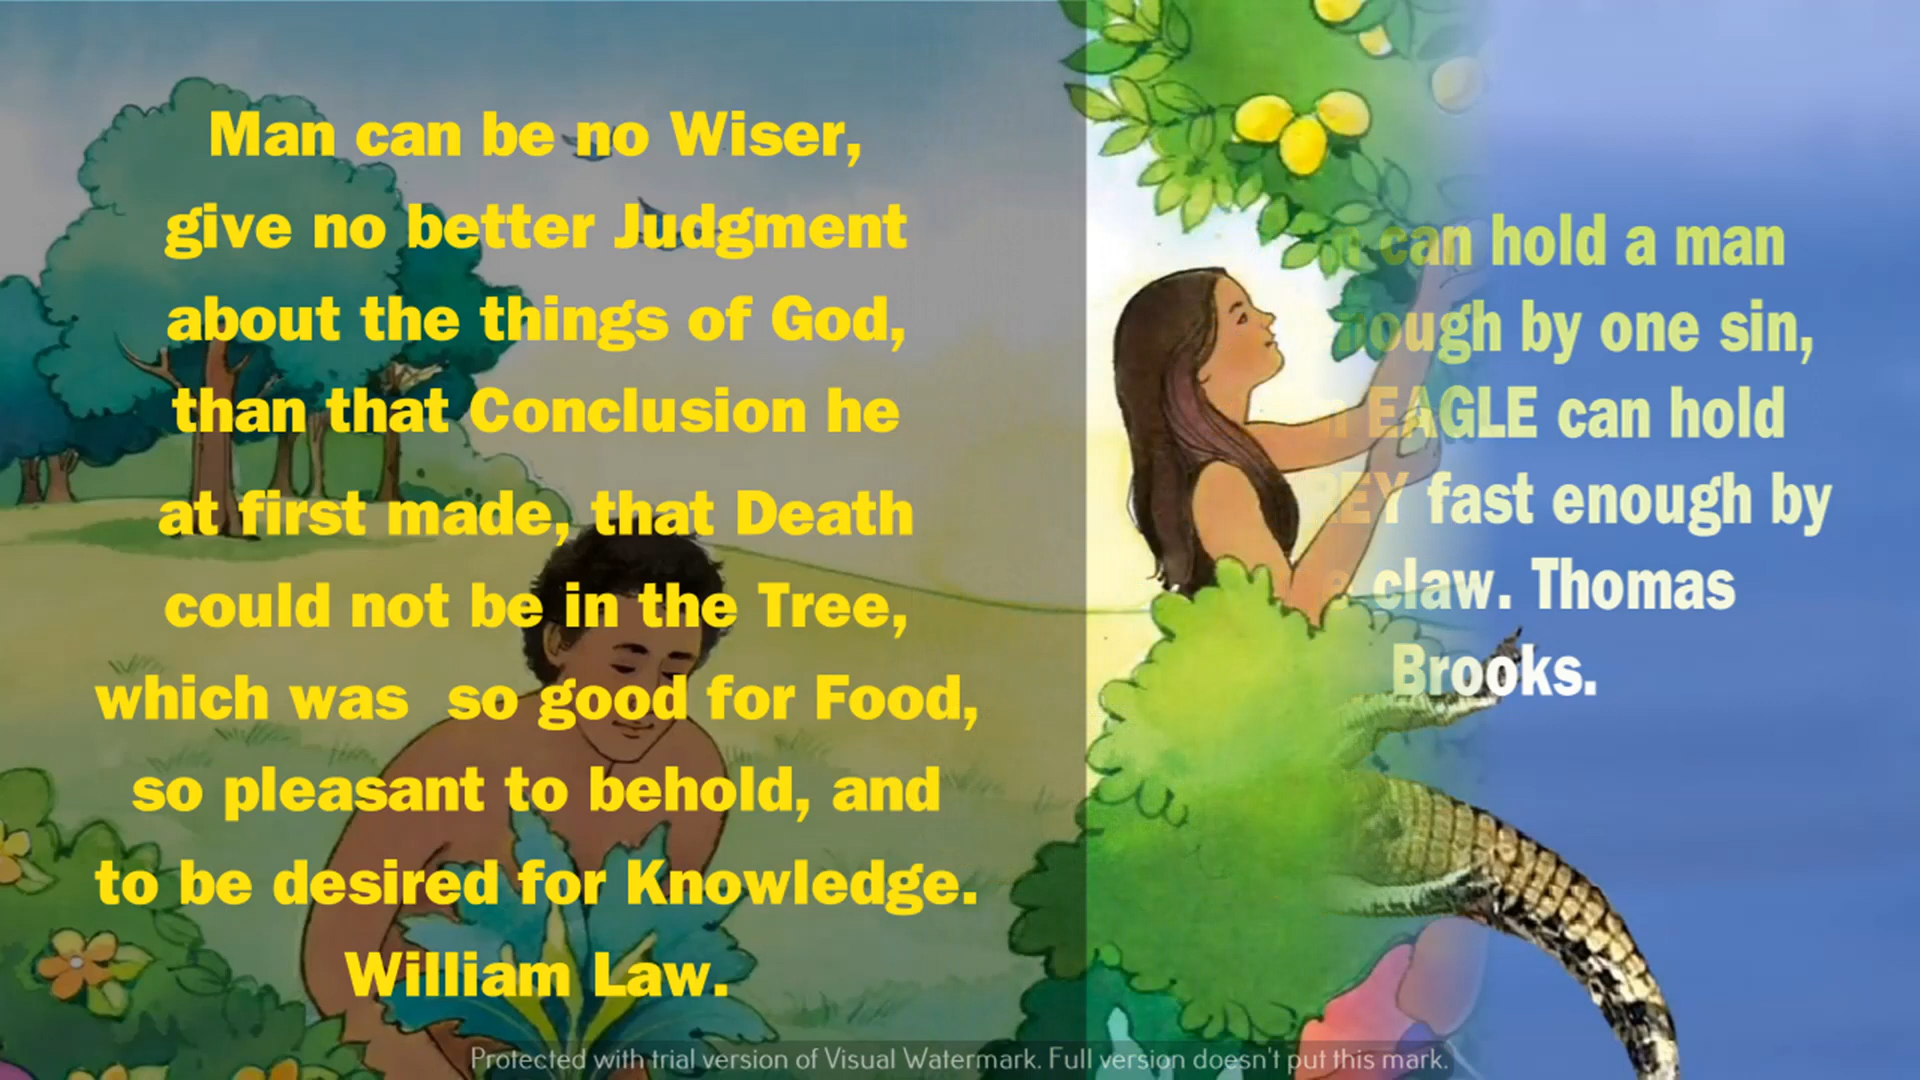 Man can be no Wiser,
give no better Judgment
about the things of God,
than that Conclusion he
at first made, that Death
could not be in the Tree,
which was so good for Food,
so pleasant to behold, and
to be desired for Knowledge.
William Law.
can hold a man
by one sin,
EAGLE can hold
fast enough by
claw. Thomas
Brooks.
Protected with trial version of Visual Watermark. Full version doesn't put this mark.